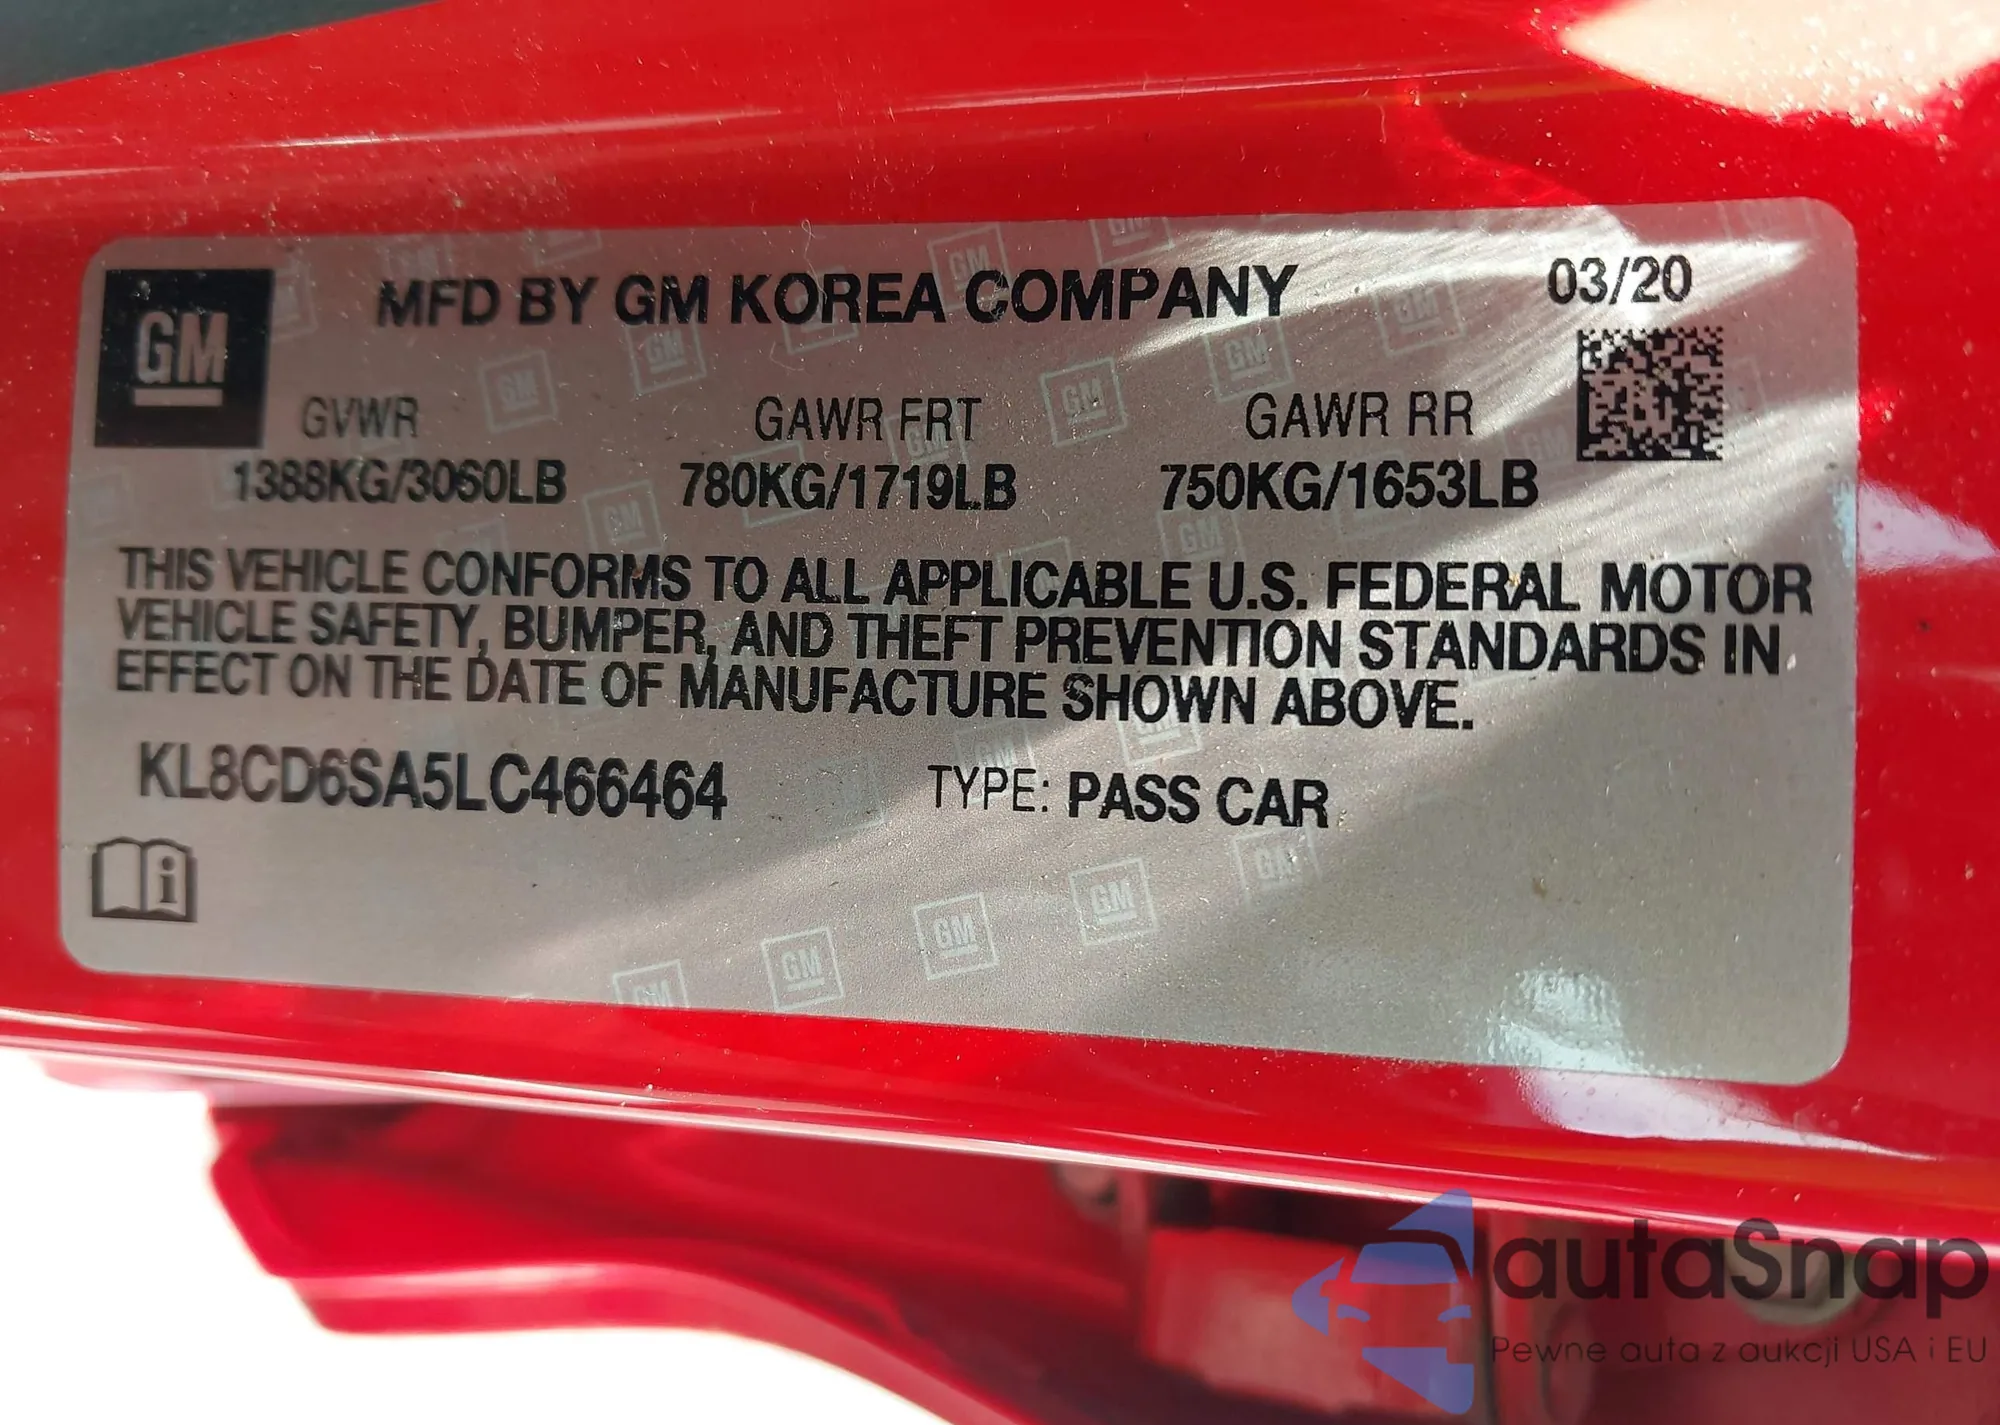 GM
MFD BY GM KOREA COMPANY
03/20
GVWR
GAWR FRT
GAWR RR
1388KG/3060LB
780KG/1719LB
750KG/1653LB
THIS VEHICLE CONFORMS TO ALL APPLICABLE U.S. FEDERAL MOTOR
VEHICLE SAFETY, BUMPER, AND THEFT PREVENTION STANDARDS IN
EFFECT ON THE DATE OF MANUFACTURE SHOWN ABOVE.
KL8CD6SA5LC466464
TYPE: PASS CAR
autaSnap
Pewne auta z aukcji USA i EU